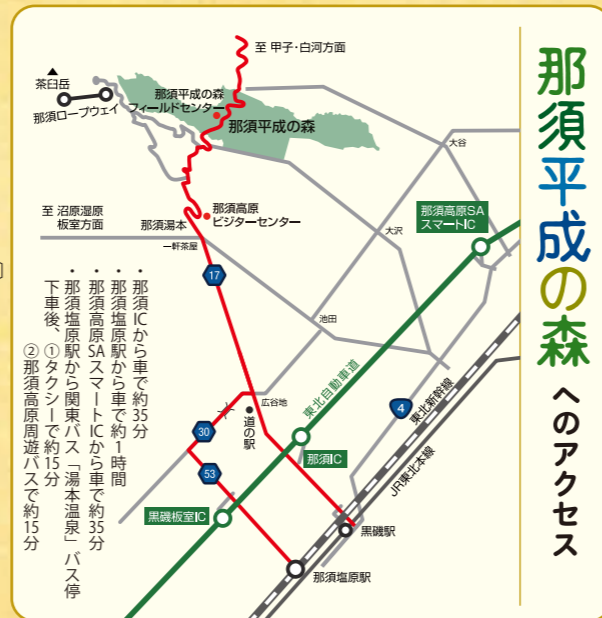 那須平成の森 へのアクセス
至 甲子・白河方面
茶臼岳
那須ロープウェイ
那須平成の森
フィールドセンター
那須平成の森
大谷
至 沼原湿原
板室方面
那須湯本
那須高原
ビジターセンター
一軒茶屋
大沢
那須高原SA
スマートIC
17
池田
東北自動車道
広谷地
道の駅
30
53
4
東北新幹線
JR東北本線
那須IC
黒磯板室IC
黒磯駅
那須塩原駅
・那須ICから車で約35分
・那須塩原駅から車で約1時間
・那須高原SAスマートICから車で約35分
・那須塩原駅から関東バス「湯本温泉」バス停
下車後、①タクシーで約15分
②那須高原周遊バスで約15分